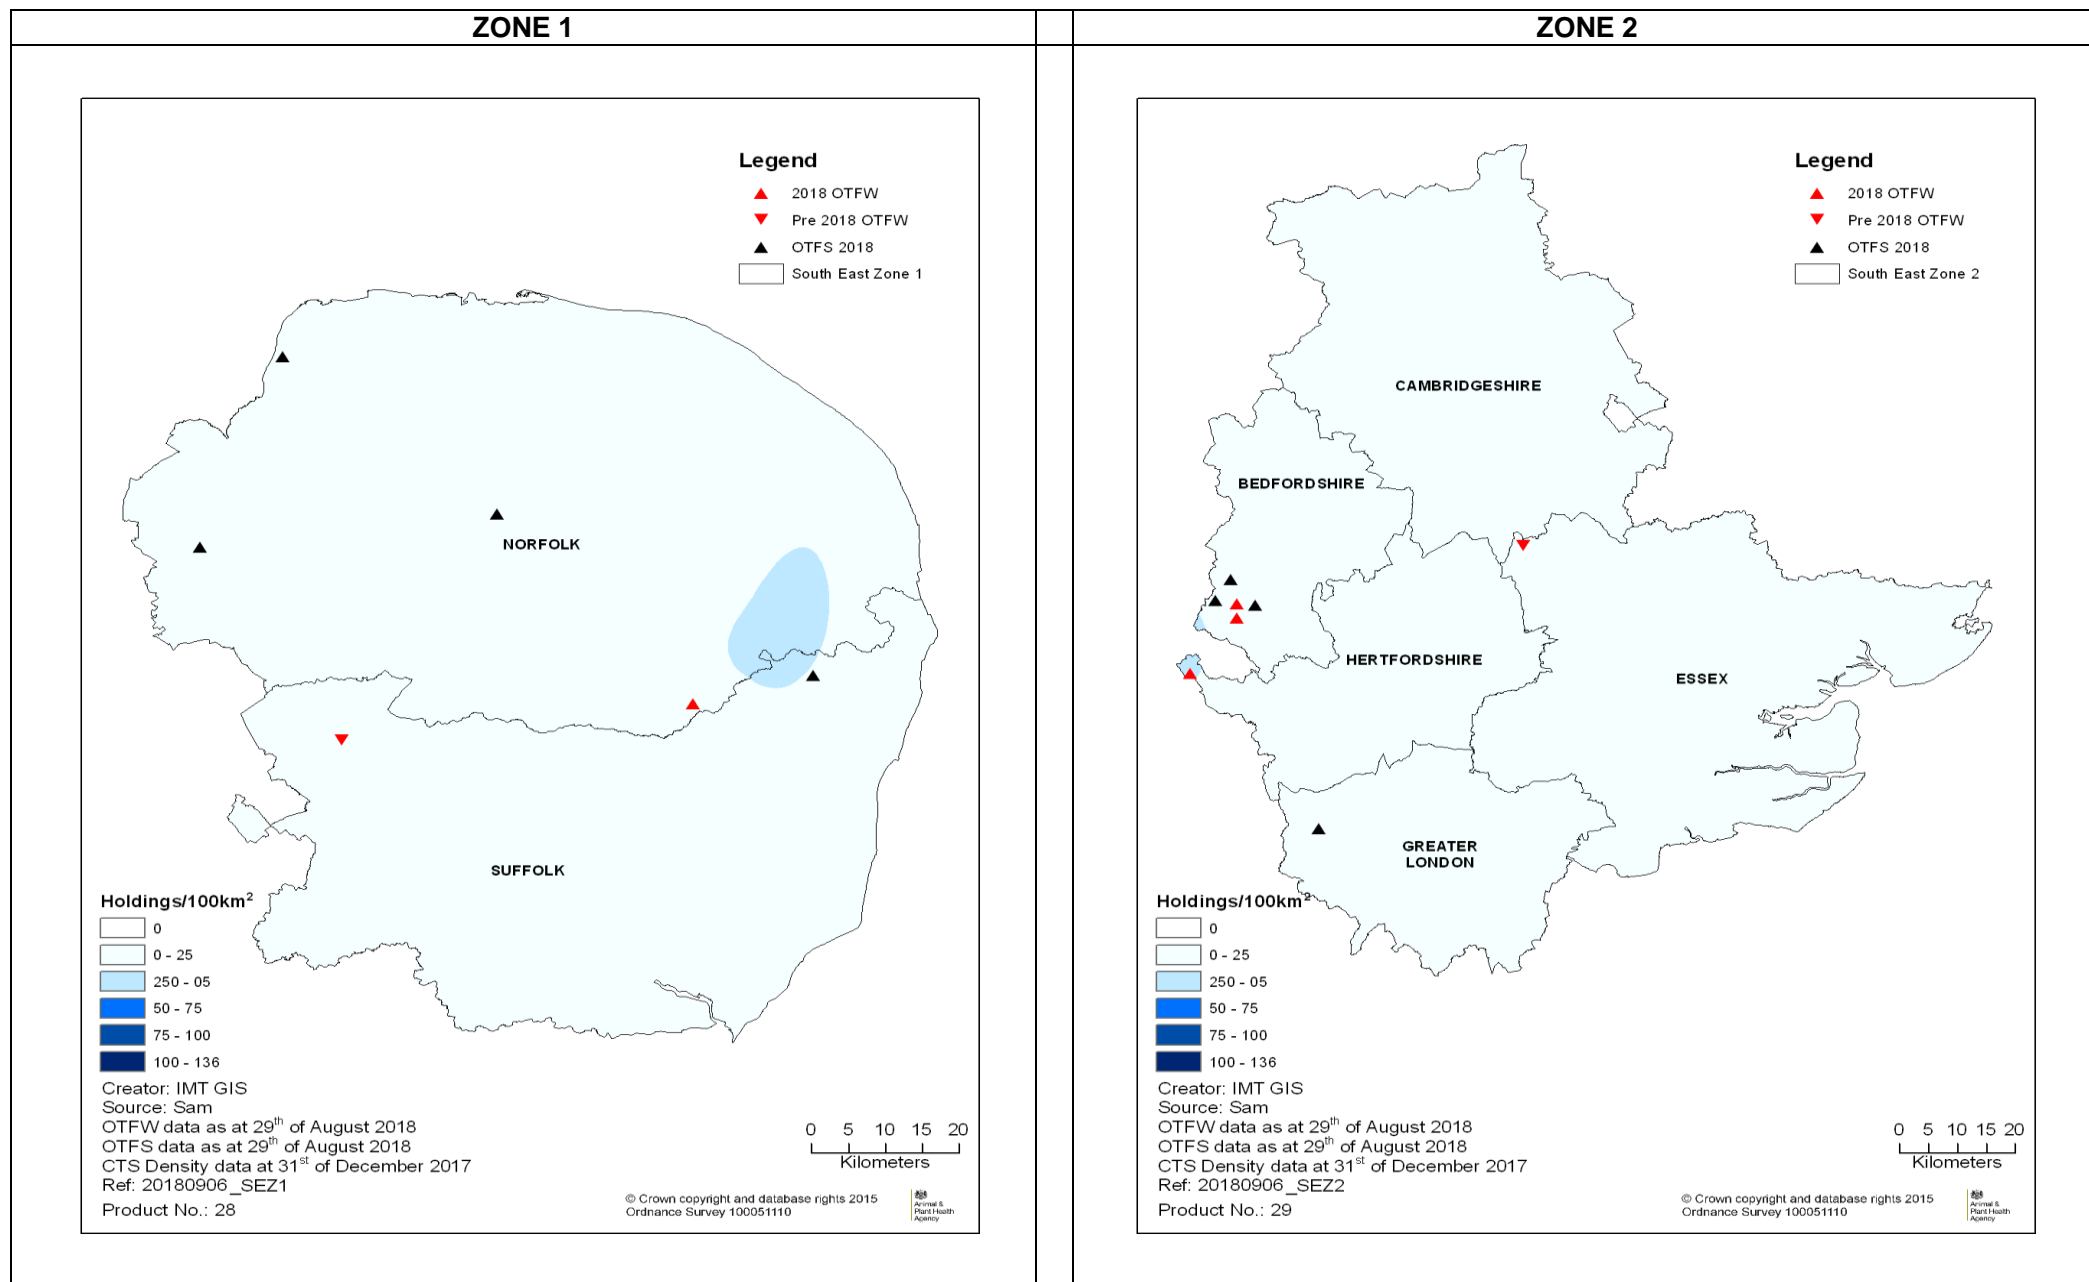 ZONE 1
Legend
2018 OTFW
Pre 2018 OTFW
OTFS 2018
South East Zone 1
NORFOLK
SUFFOLK
Holdings/100km²
0
0 - 25
250 - 05
50 - 75
75 - 100
100 - 136
Creator: IMT GIS
Source: Sam
OTFW data as at 29th of August 2018
OTFS data as at 29th of August 2018
CTS Density data at 31st of December 2017
Ref: 20180906_SEZ1
Product No.: 28
0 5 10 15 20
Kilometers
© Crown copyright and database rights 2015
Ordnance Survey 100051110
Animal &
Plant Health
Agency
ZONE 2
Legend
2018 OTFW
Pre 2018 OTFW
OTFS 2018
South East Zone 2
CAMBRIDGESHIRE
BEDFORDSHIRE
HERTFORDSHIRE
ESSEX
GREATER
LONDON
Holdings/100km²
0
0 - 25
250 - 05
50 - 75
75 - 100
100 - 136
Creator: IMT GIS
Source: Sam
OTFW data as at 29th of August 2018
OTFS data as at 29th of August 2018
CTS Density data at 31st of December 2017
Ref: 20180906_SEZ2
Product No.: 29
0 5 10 15 20
Kilometers
© Crown copyright and database rights 2015
Ordnance Survey 100051110
Animal &
Plant Health
Agency